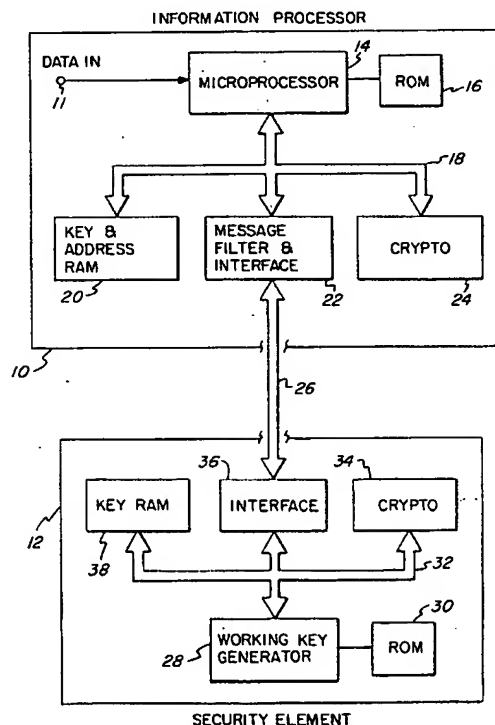 INFORMATION PROCESSOR
DATA IN
11
MICROPROCESSOR
14
ROM
16
18
KEY &
ADDRESS
RAM
20
MESSAGE
FILTER &
INTERFACE
22
CRYPTO
24
10
26
12
KEY RAM
38
36
INTERFACE
34
CRYPTO
32
28
WORKING KEY
GENERATOR
30
ROM
SECURITY ELEMENT